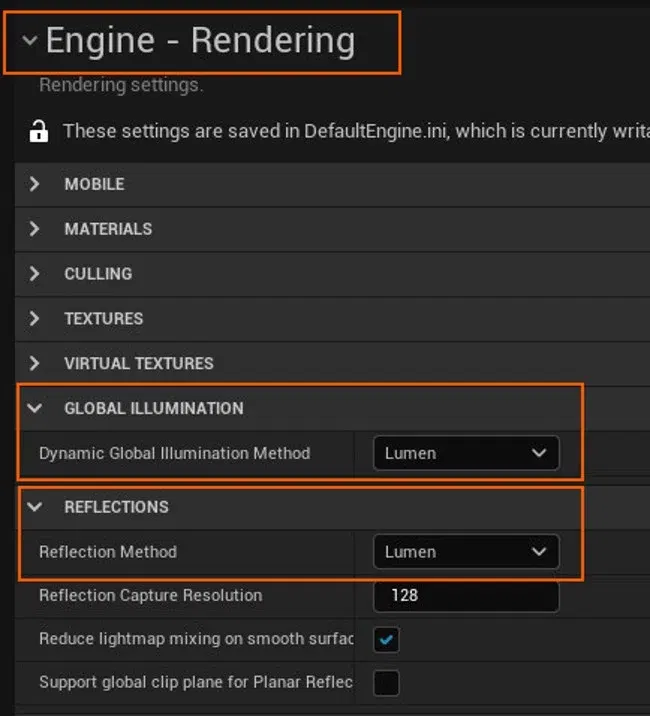 Engine - Rendering
Rendering settings.
These settings are saved in DefaultEngine.ini, which is currently writa
MOBILE
MATERIALS
CULLING
TEXTURES
VIRTUAL TEXTURES
GLOBAL ILLUMINATION
Dynamic Global Illumination Method Lumen
REFLECTIONS
Reflection Method Lumen
Reflection Capture Resolution 128
Reduce lightmap mixing on smooth surfac
Support global clip plane for Planar Reflec